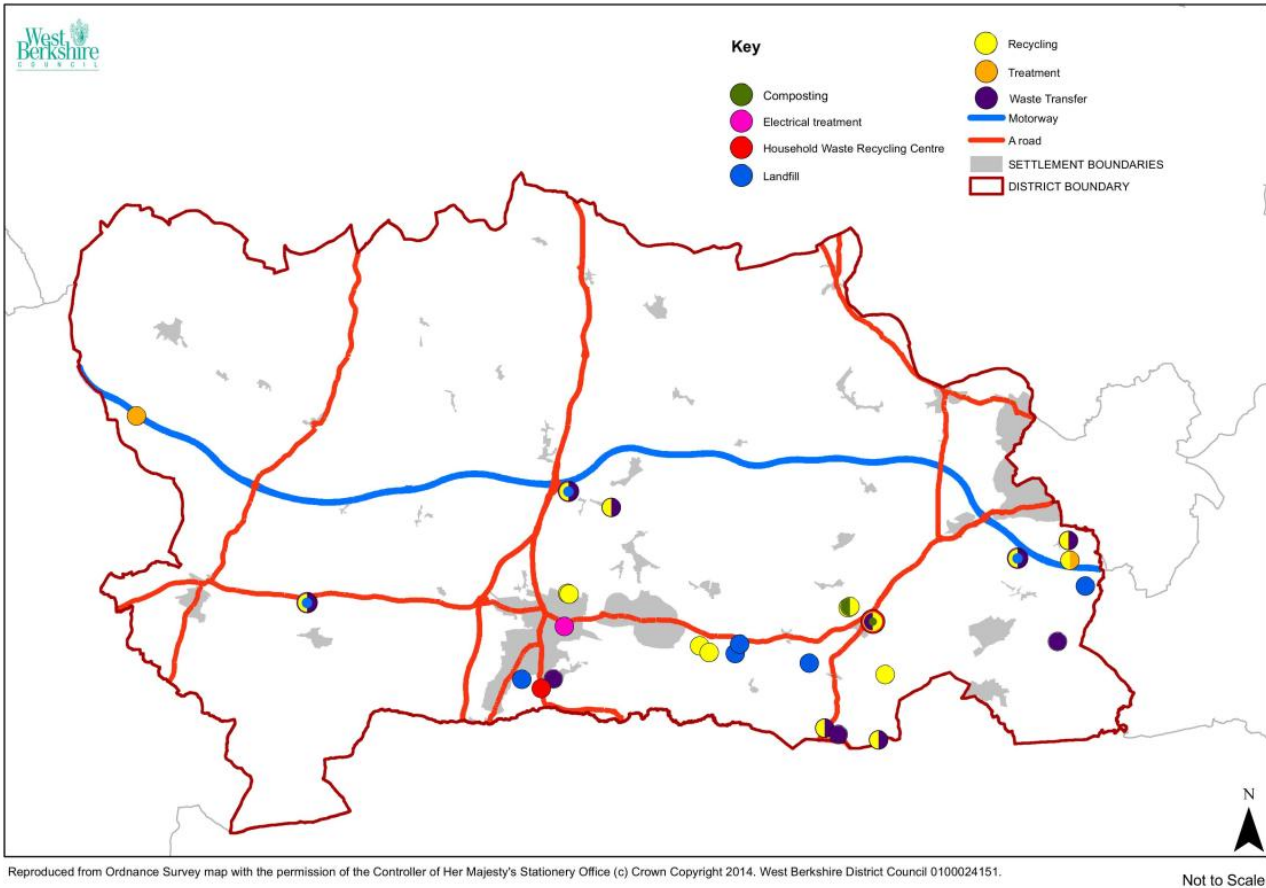 West
Berkshire
COUNCIL
Key
Composting
Electrical treatment
Household Waste Recycling Centre
Landfill
Recycling
Treatment
Waste Transfer
Motorway
A road
SETTLEMENT BOUNDARIES
DISTRICT BOUNDARY
N
Reproduced from Ordnance Survey map with the permission of the Controller of Her Majesty's Stationery Office (c) Crown Copyright 2014. West Berkshire District Council 0100024151.
Not to Scale